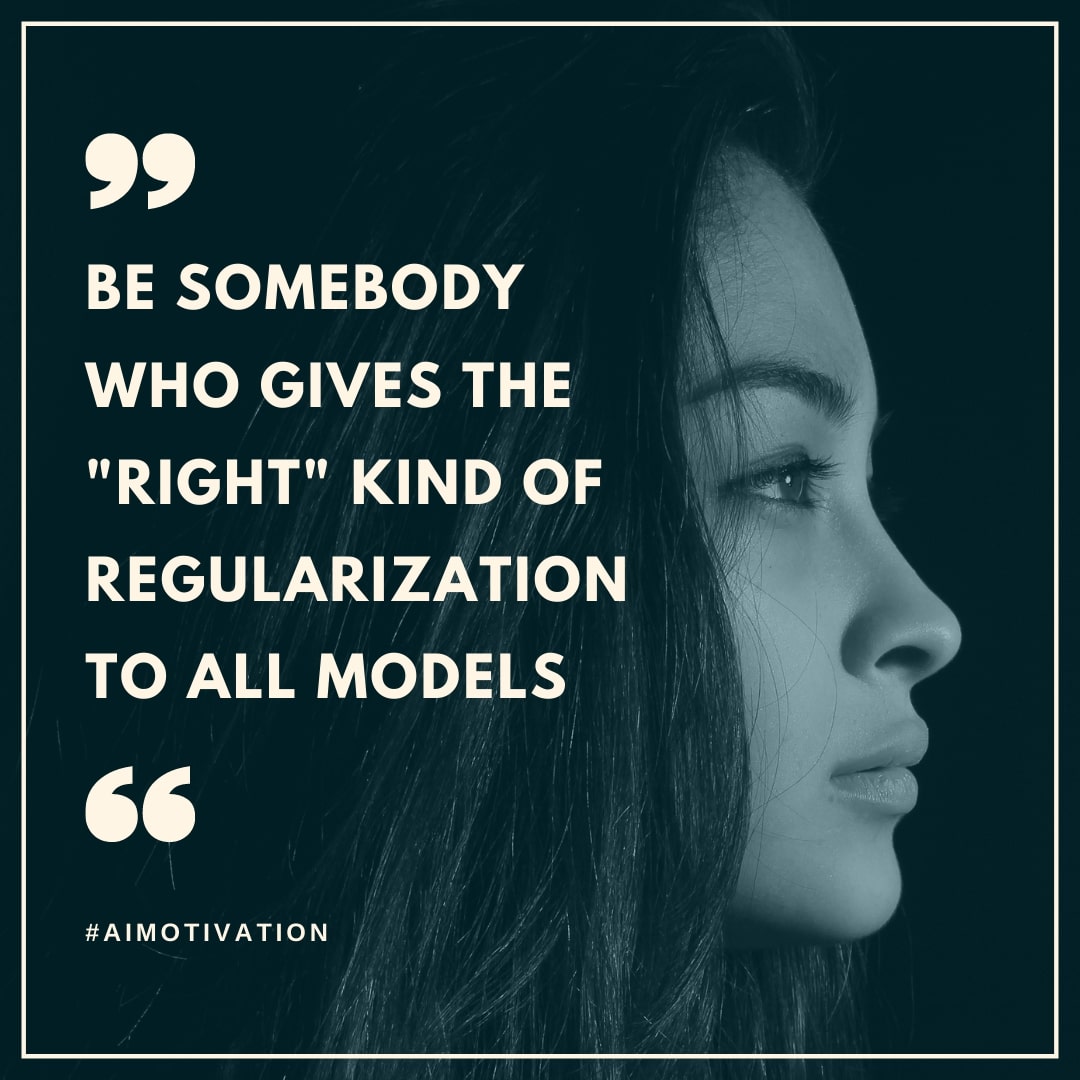 ”
BE SOMEBODY
WHO GIVES THE
"RIGHT" KIND OF
REGULARIZATION
TO ALL MODELS
“
#AIMOTIVATION